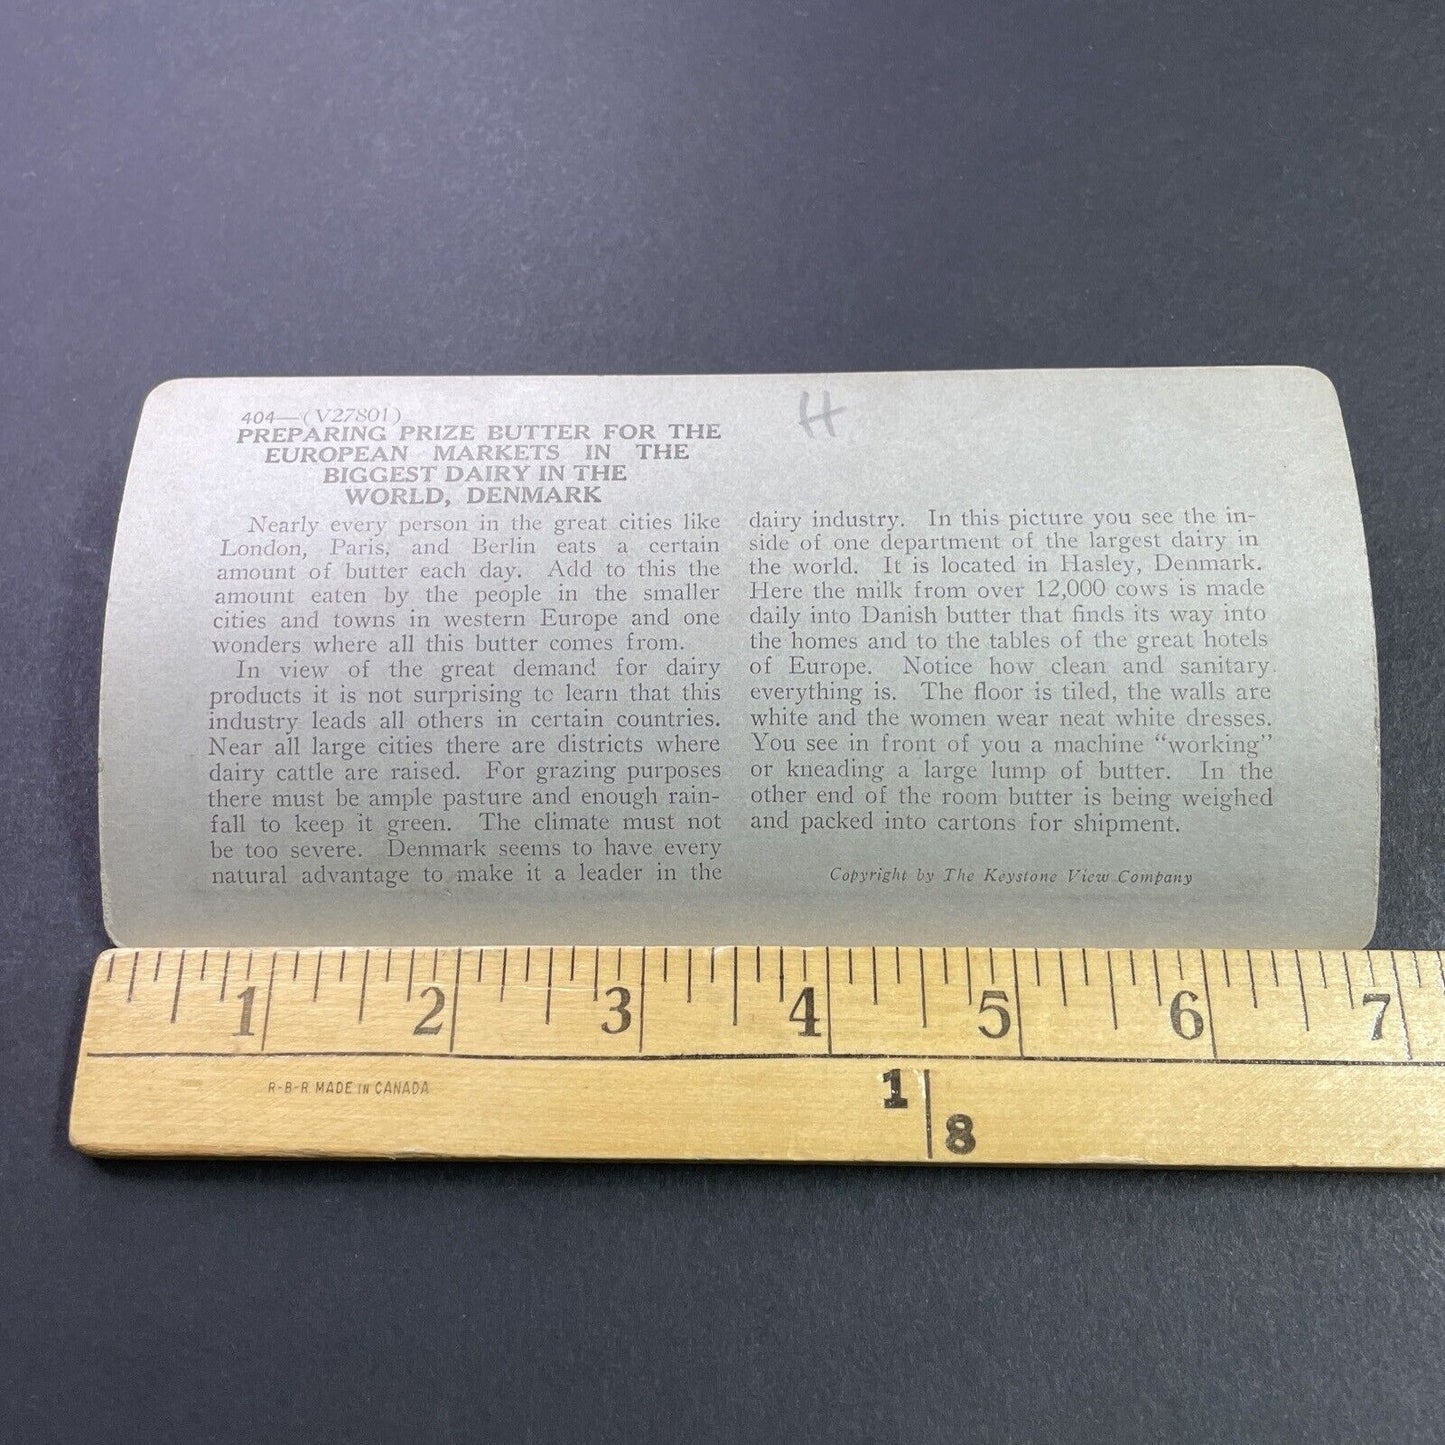 H
404—(V27801)
PREPARING PRIZE BUTTER FOR THE
EUROPEAN MARKETS IN THE
BIGGEST DAIRY IN THE
WORLD, DENMARK
Nearly every person in the great cities like
London, Paris, and Berlin eats a certain
amount of butter each day. Add to this the
amount eaten by the people in the smaller
cities and towns in western Europe and one
wonders where all this butter comes from.
In view of the great demand for dairy
products it is not surprising to learn that this
industry leads all others in certain countries.
Near all large cities there are districts where
dairy cattle are raised. For grazing purposes
there must be ample pasture and enough rain-
fall to keep it green. The climate must not
be too severe. Denmark seems to have every
natural advantage to make it a leader in the
dairy industry. In this picture you see the in-
side of one department of the largest dairy in
the world. It is located in Hasley, Denmark.
Here the milk from over 12,000 cows is made
daily into Danish butter that finds its way into
the homes and to the tables of the great hotels
of Europe. Notice how clean and sanitary
everything is. The floor is tiled, the walls are
white and the women wear neat white dresses.
You see in front of you a machine “working”
or kneading a large lump of butter. In the
other end of the room butter is being weighed
and packed into cartons for shipment.
Copyright by The Keystone View Company
1 2 3 4 5 6 7
R-B-R MADE IN CANADA
1
8